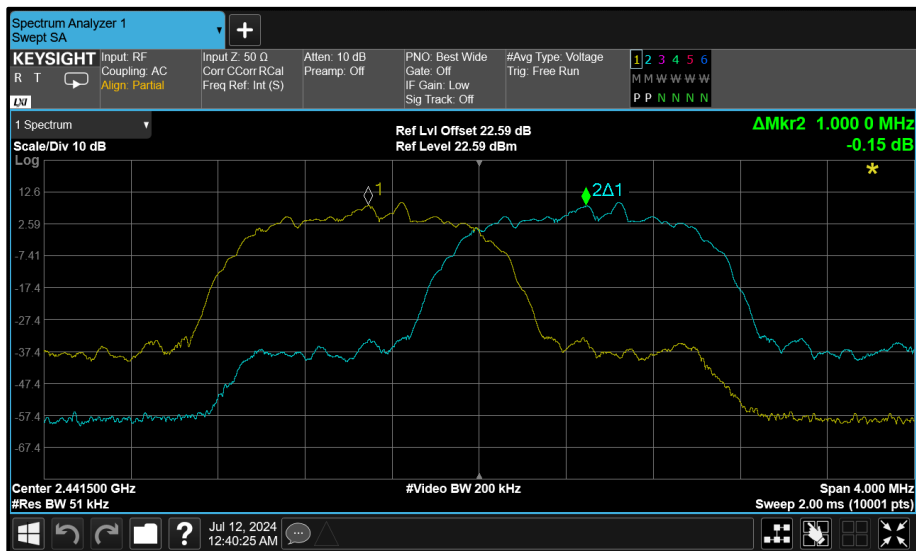 Spectrum Analyzer 1
Swept SA
▼
+
KEYSIGHT
R T
LXI
Input: RF
Coupling: AC
Align: Partial
Input Z: 50 Ω
Corr CCorr RCal
Freq Ref: Int (S)
Atten: 10 dB
Preamp: Off
PNO: Best Wide
Gate: Off
IF Gain: Low
Sig Track: Off
#Avg Type: Voltage
Trig: Free Run
1 2 3 4 5 6
M M W W W W
P P N N N N
1 Spectrum ▼
Scale/Div 10 dB
Ref Lvl Offset 22.59 dB
Ref Level 22.59 dBm
ΔMkr2 1.000 0 MHz
-0.15 dB
*
Log
1
2Δ1
12.6
2.59
-7.41
-17.4
-27.4
-37.4
-47.4
-57.4
-67.4
Center 2.441500 GHz
#Video BW 200 kHz
Span 4.000 MHz
#Res BW 51 kHz
Sweep 2.00 ms (10001 pts)
?
Jul 12, 2024
12:40:25 AM